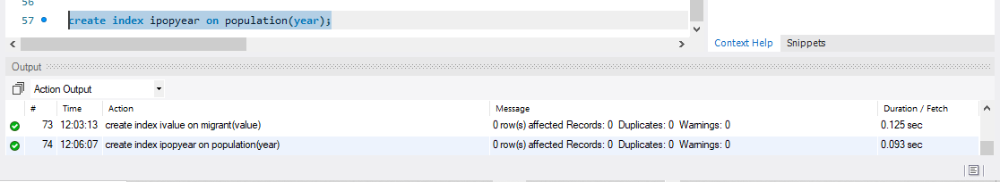 56
57 create index ipopyear on population(year);
Context Help Snippets
Output
Action Output
# Time Action Message Duration / Fetch
73 12:03:13 create index ivalue on migrant(value) 0 row(s) affected Records: 0 Duplicates: 0 Warnings: 0 0.125 sec
74 12:06:07 create index ipopyear on population(year) 0 row(s) affected Records: 0 Duplicates: 0 Warnings: 0 0.093 sec